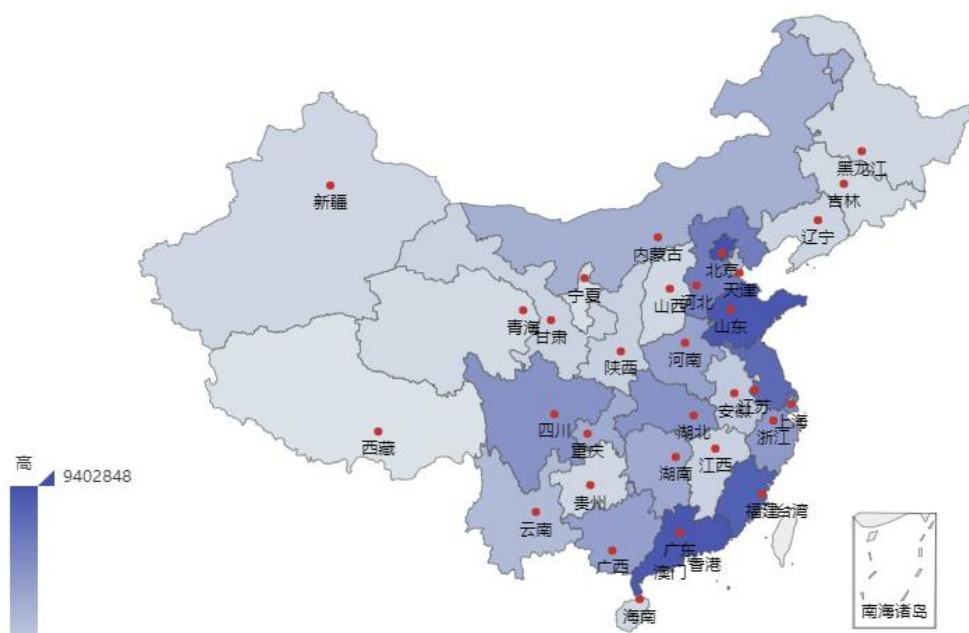 黑龙江
吉林
新疆
辽宁
内蒙古
北京
天津
宁夏
山西
河北
青海
甘肃
山东
陕西
河南
安徽
江苏
上海
四川
湖北
浙江
重庆
西藏
湖南
江西
高
9402848
贵州
云南
福建
台湾
广东
香港
广西
澳门
海南
南海诸岛